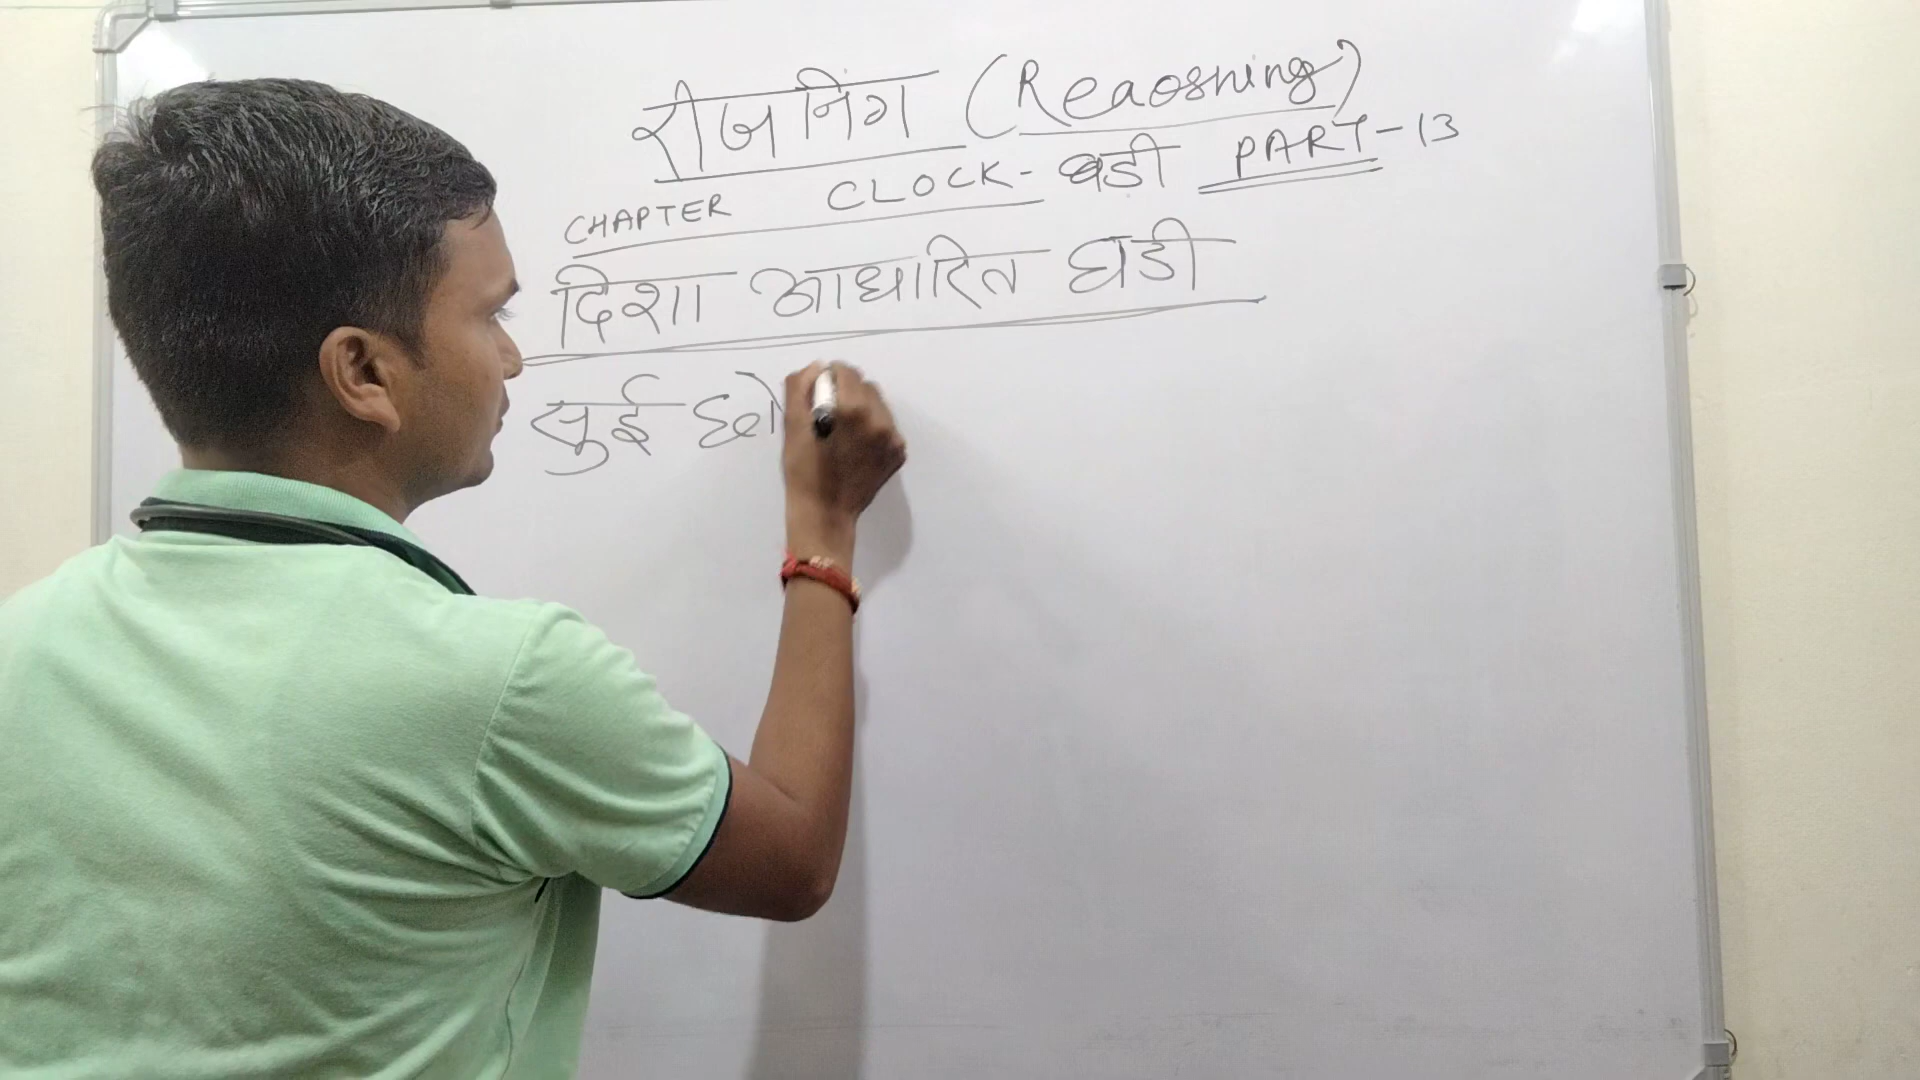 रीजनिंग (Reaosning)
CHAPTER CLOCK - घडी PART-13
दिशा आधारित घडी
सुई छो